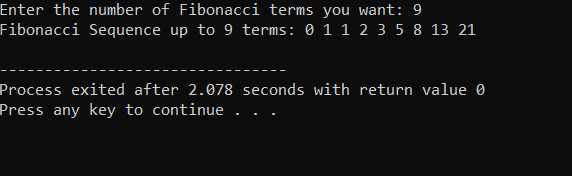 Enter the number of Fibonacci terms you want: 9
Fibonacci Sequence up to 9 terms: 0 1 1 2 3 5 8 13 21
--------------------------------
Process exited after 2.078 seconds with return value 0
Press any key to continue . . .